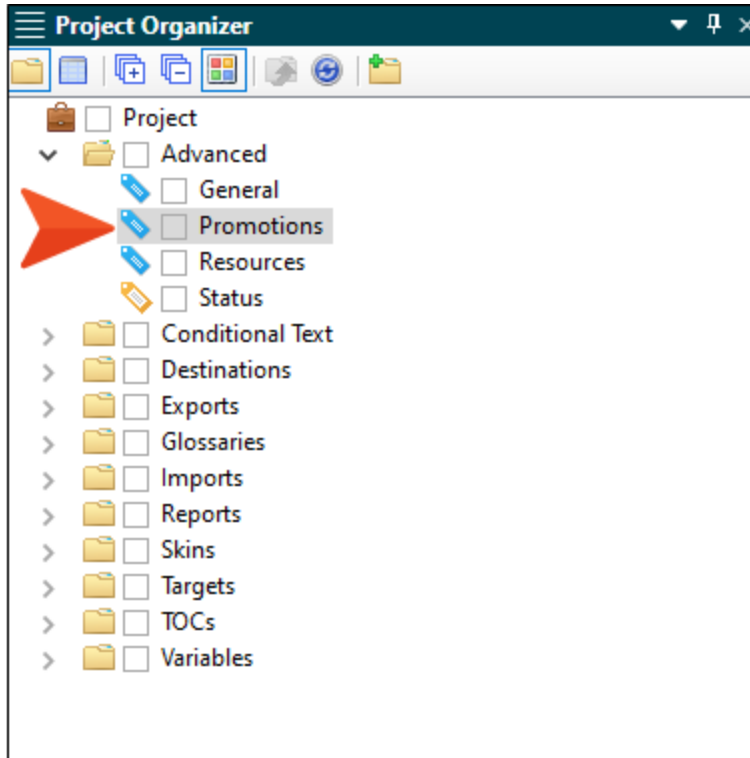 Project Organizer
Project
Advanced
General
Promotions
Resources
Status
Conditional Text
Destinations
Exports
Glossaries
Imports
Reports
Skins
Targets
TOCs
Variables